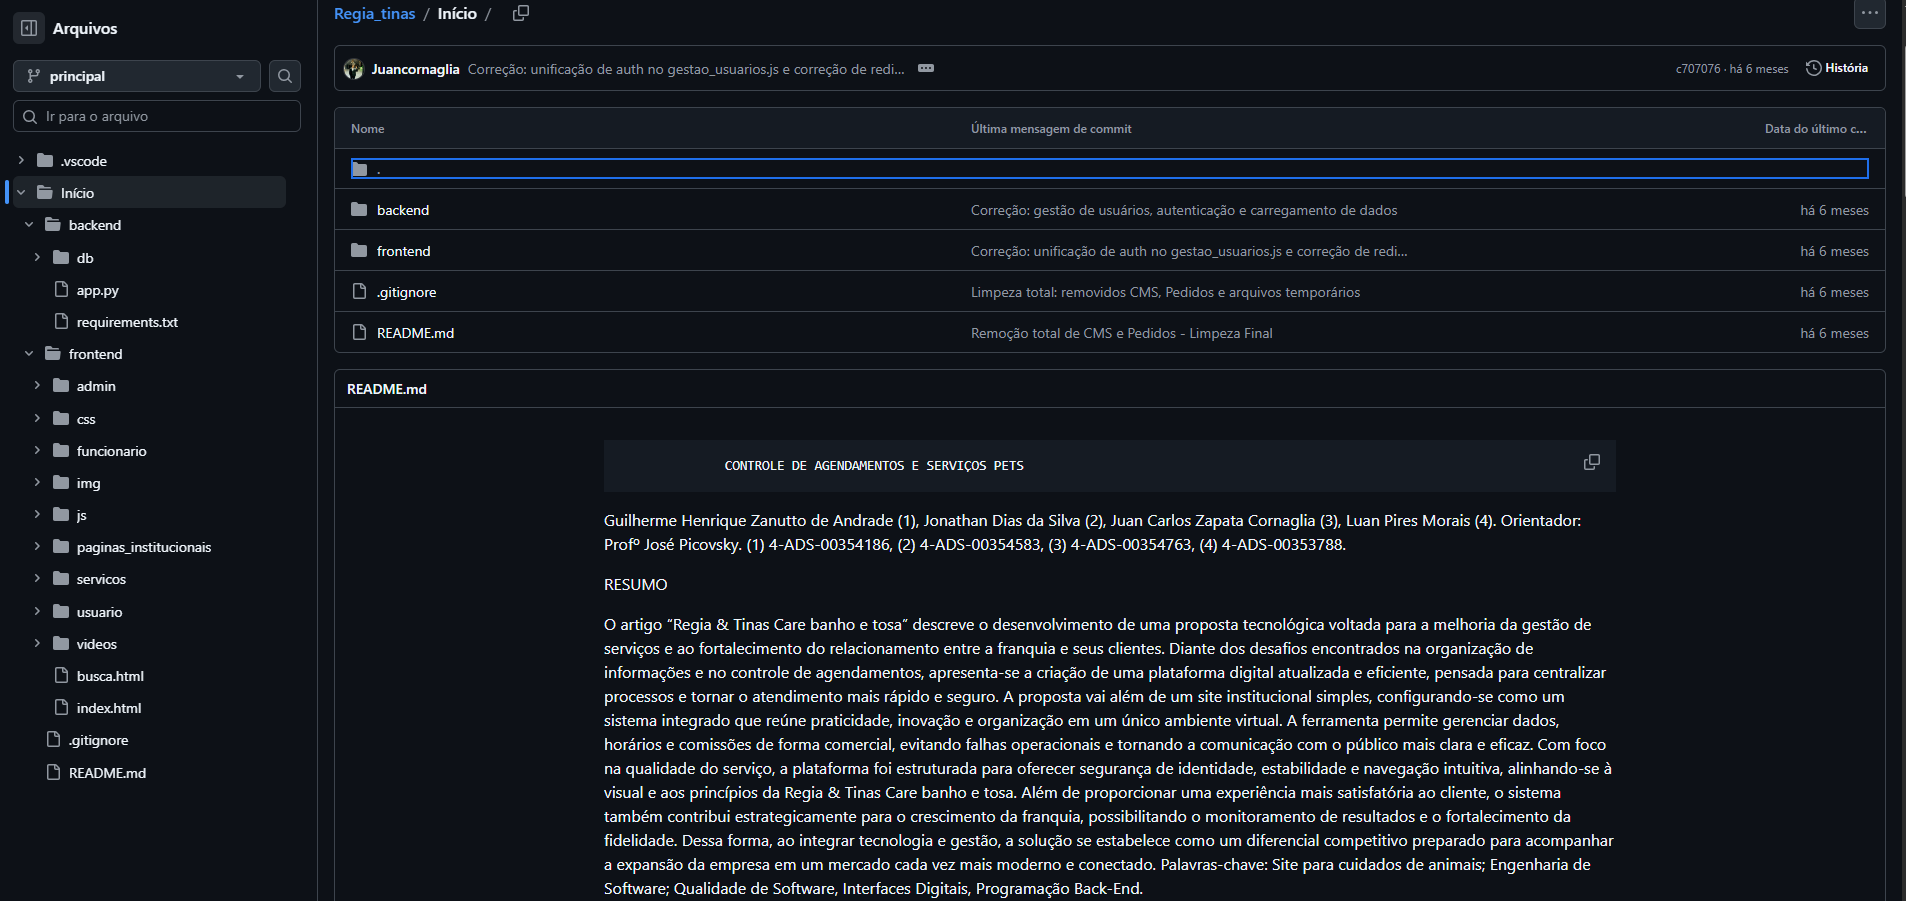 Arquivos
principal
Ir para o arquivo
.vscode
Início
backend
db
app.py
requirements.txt
frontend
admin
css
funcionario
img
js
paginas_institucionais
servicos
usuario
videos
busca.html
index.html
.gitignore
README.md
Regia_tinas / Início /
Juancornaglia Correção: unificação de auth no gestao_usuarios.js e correção de redi...
c707076 · há 6 meses
História
Nome Última mensagem de commit Data do último c...
.
backend Correção: gestão de usuários, autenticação e carregamento de dados há 6 meses
frontend Correção: unificação de auth no gestao_usuarios.js e correção de redi... há 6 meses
.gitignore Limpeza total: removidos CMS, Pedidos e arquivos temporários há 6 meses
README.md Remoção total de CMS e Pedidos - Limpeza Final há 6 meses
README.md
CONTROLE DE AGENDAMENTOS E SERVIÇOS PETS
Guilherme Henrique Zanutto de Andrade (1), Jonathan Dias da Silva (2), Juan Carlos Zapata Cornaglia (3), Luan Pires Morais (4). Orientador:
Profº José Picovsky. (1) 4-ADS-00354186, (2) 4-ADS-00354583, (3) 4-ADS-00354763, (4) 4-ADS-00353788.
RESUMO
O artigo “Regia & Tinas Care banho e tosa” descreve o desenvolvimento de uma proposta tecnológica voltada para a melhoria da gestão de
serviços e ao fortalecimento do relacionamento entre a franquia e seus clientes. Diante dos desafios encontrados na organização de
informações e no controle de agendamentos, apresenta-se a criação de uma plataforma digital atualizada e eficiente, pensada para centralizar
processos e tornar o atendimento mais rápido e seguro. A proposta vai além de um site institucional simples, configurando-se como um
sistema integrado que reúne praticidade, inovação e organização em um único ambiente virtual. A ferramenta permite gerenciar dados,
horários e comissões de forma comercial, evitando falhas operacionais e tornando a comunicação com o público mais clara e eficaz. Com foco
na qualidade do serviço, a plataforma foi estruturada para oferecer segurança de identidade, estabilidade e navegação intuitiva, alinhando-se à
visual e aos princípios da Regia & Tinas Care banho e tosa. Além de proporcionar uma experiência mais satisfatória ao cliente, o sistema
também contribui estrategicamente para o crescimento da franquia, possibilitando o monitoramento de resultados e o fortalecimento da
fidelidade. Dessa forma, ao integrar tecnologia e gestão, a solução se estabelece como um diferencial competitivo preparado para acompanhar
a expansão da empresa em um mercado cada vez mais moderno e conectado. Palavras-chave: Site para cuidados de animais; Engenharia de
Software; Qualidade de Software, Interfaces Digitais, Programação Back-End.